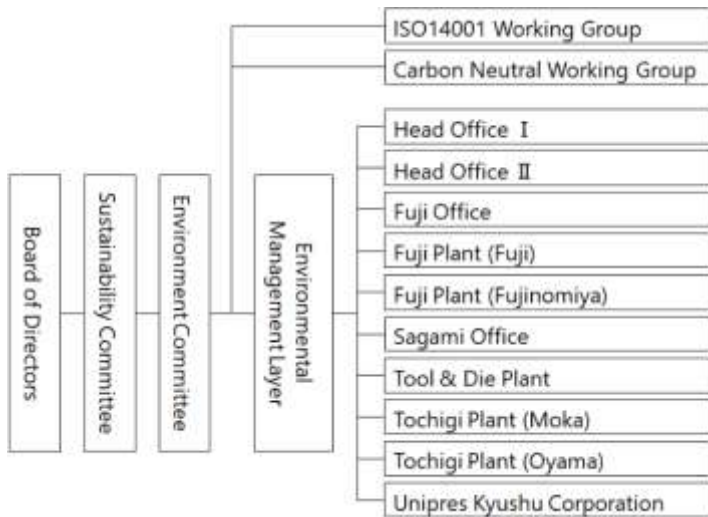 ISO14001 Working Group
Carbon Neutral Working Group
Board of Directors
Sustainability Committee
Environment Committee
Environmental
Management Layer
Head Office Ⅰ
Head Office Ⅱ
Fuji Office
Fuji Plant (Fuji)
Fuji Plant (Fujinomiya)
Sagami Office
Tool & Die Plant
Tochigi Plant (Moka)
Tochigi Plant (Oyama)
Unipres Kyushu Corporation